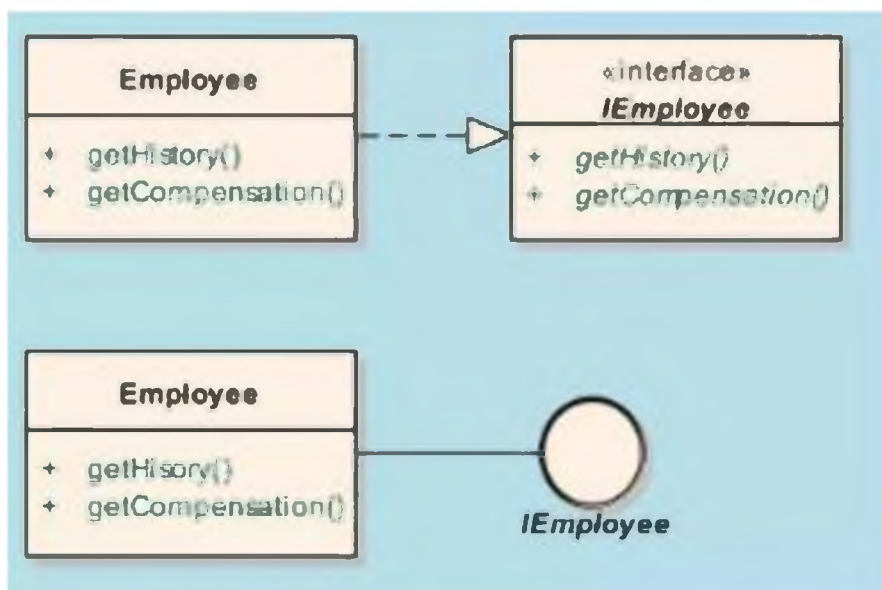 Employee
+ getHistory()
+ getCompensation()
«interface»
IEmployee
+ getHistory()
+ getCompensation()
Employee
+ getHisory()
+ getCompensation()
IEmployee